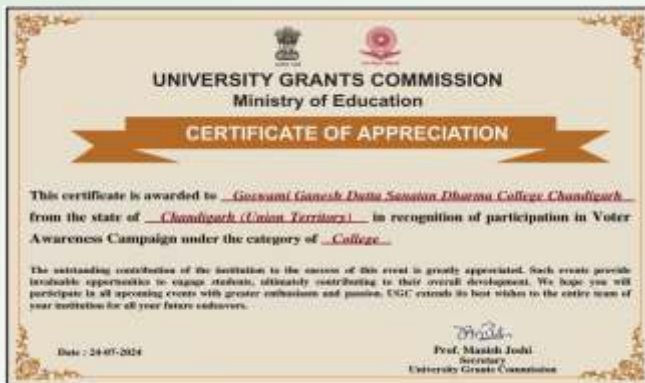 UNIVERSITY GRANTS COMMISSION
Ministry of Education
CERTIFICATE OF APPRECIATION
This certificate is awarded to Goswami Ganesh Dutta Sanatan Dharma College Chandigarh
from the state of Chandigarh (Union Territory) in recognition of participation in Voter
Awareness Campaign under the category of College
The outstanding contribution of the institution to the success of this event is greatly appreciated. Such events provide
invaluable opportunities to engage students, ultimately contributing to their overall development. We hope you will
participate in all upcoming events with greater enthusiasm and passion. UGC extends its best wishes to the entire team of
your institution for all your future endeavors.
Date : 24-07-2024
Prof. Manish Joshi
Secretary
University Grants Commission